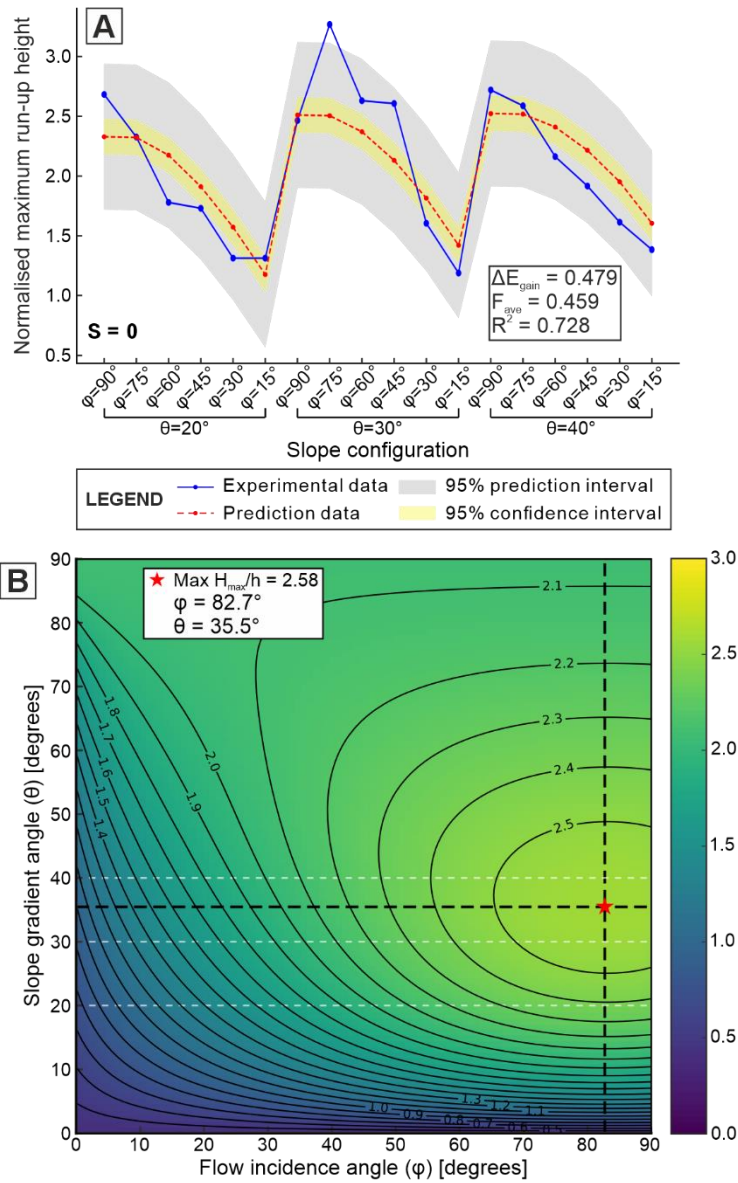 A
Normalised maximum run-up height
3.0
2.5
2.0
1.5
1.0
0.5
S = 0
ΔE_gain = 0.479
F_ave = 0.459
R² = 0.728
φ=90° φ=75° φ=60° φ=45° φ=30° φ=15° φ=90° φ=75° φ=60° φ=45° φ=30° φ=15° φ=90° φ=75° φ=60° φ=45° φ=30° φ=15°
θ=20° θ=30° θ=40°
Slope configuration
LEGEND
Experimental data
95% prediction interval
Prediction data
95% confidence interval
B
Slope gradient angle (θ) [degrees]
90
80
70
60
50
40
30
20
10
0
★ Max H_max/h = 2.58
φ = 82.7°
θ = 35.5°
2.1
2.2
2.3
2.4
2.5
1.8
1.7
1.6
1.5
1.4
2.0
1.9
1.0 0.9 0.8 0.7 0.6 0.5
1.3 1.2 1.1
0 10 20 30 40 50 60 70 80 90
Flow incidence angle (φ) [degrees]
3.0
2.5
2.0
1.5
1.0
0.5
0.0